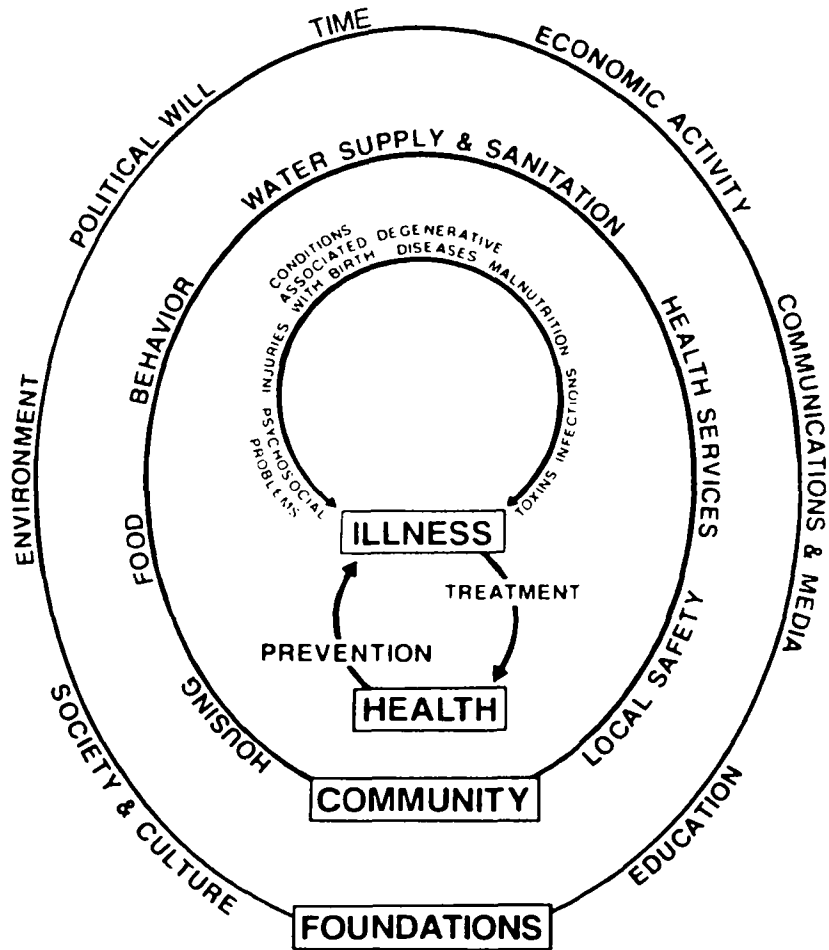 TIME
ECONOMIC ACTIVITY
POLITICAL WILL
COMMUNICATIONS & MEDIA
ENVIRONMENT
SOCIETY & CULTURE
EDUCATION
FOUNDATIONS
WATER SUPPLY & SANITATION
BEHAVIOR
HEALTH SERVICES
FOOD
LOCAL SAFETY
HOUSING
COMMUNITY
CONDITIONS
ASSOCIATED
WITH BIRTH
DEGENERATIVE
DISEASES
MALNUTRITION
INJURIES
INFECTIONS
PSYCHOSOCIAL
PROBLEMS
TOXINS
ILLNESS
TREATMENT
PREVENTION
HEALTH